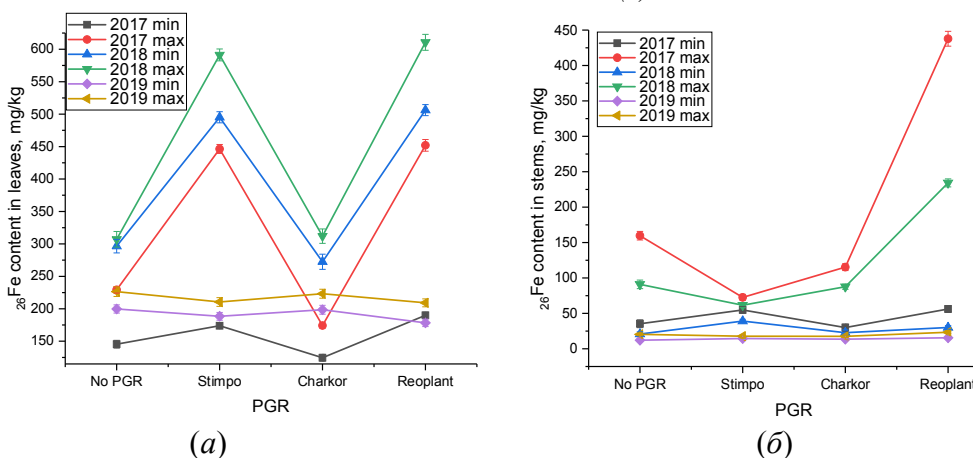 2017 min
2017 max
2018 min
2018 max
2019 min
2019 max
600
550
500
450
400
350
300
250
200
150
₂₆Fe content in leaves, mg/kg
No PGR Stimpo Charkor Reoplant
PGR
(а)
2017 min
2017 max
2018 min
2018 max
2019 min
2019 max
450
400
350
300
250
200
150
100
50
0
₂₆Fe content in stems, mg/kg
No PGR Stimpo Charkor Reoplant
PGR
(б)